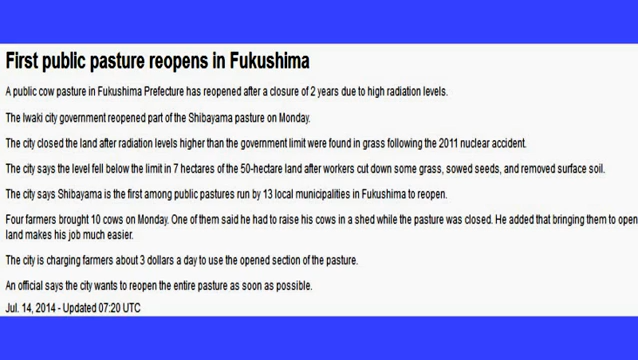 First public pasture reopens in Fukushima
A public cow pasture in Fukushima Prefecture has reopened after a closure of 2 years due to high radiation levels.
The Iwaki city government reopened part of the Shibayama pasture on Monday.
The city closed the land after radiation levels higher than the government limit were found in grass following the 2011 nuclear accident.
The city says the level fell below the limit in 7 hectares of the 50-hectare land after workers cut down some grass, sowed seeds, and removed surface soil.
The city says Shibayama is the first among public pastures run by 13 local municipalities in Fukushima to reopen.
Four farmers brought 10 cows on Monday. One of them said he had to raise his cows in a shed while the pasture was closed. He added that bringing them to open
land makes his job much easier.
The city is charging farmers about 3 dollars a day to use the opened section of the pasture.
An official says the city wants to reopen the entire pasture as soon as possible.
Jul. 14, 2014 - Updated 07:20 UTC